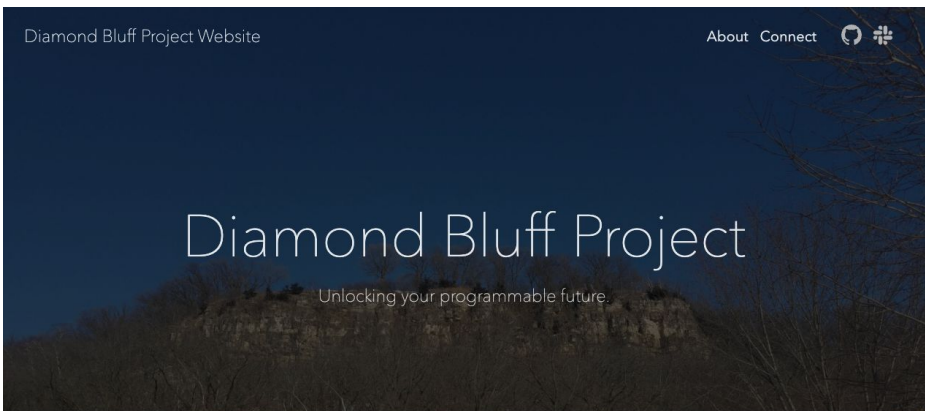 Diamond Bluff Project Website
About Connect
Diamond Bluff Project
Unlocking your programmable future.